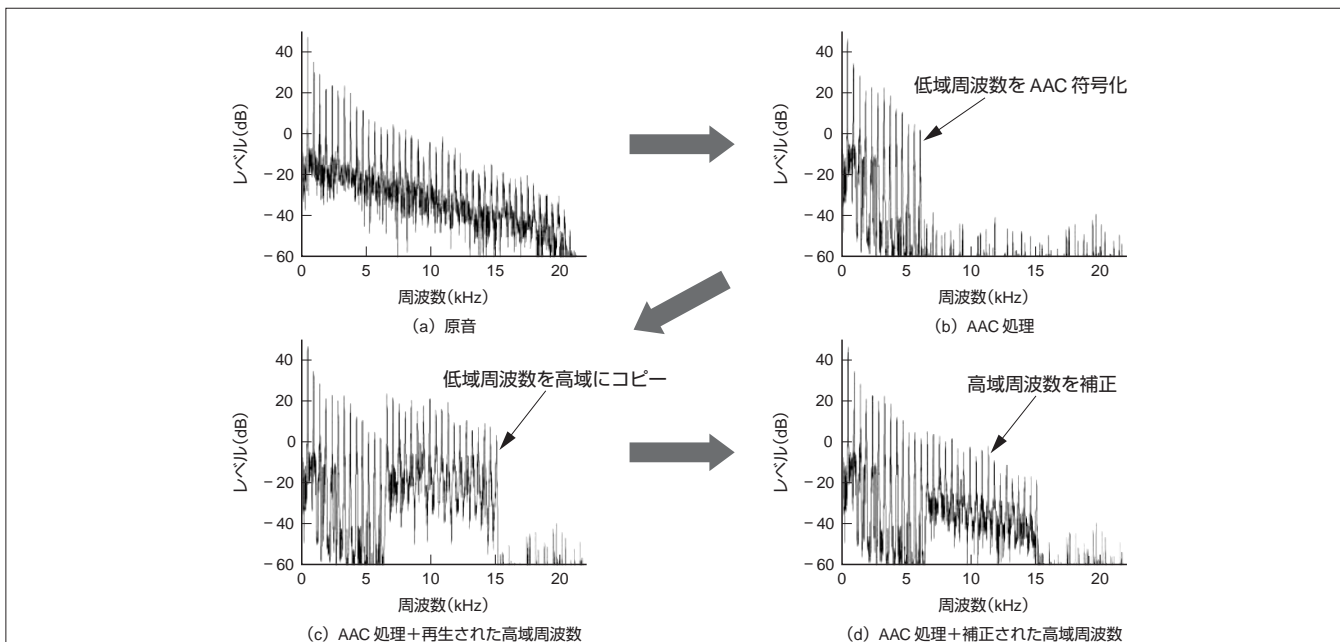 40
20
0
－20
－40
－60
レベル(dB)
0 5 10 15 20
周波数(kHz)
(a) 原音
40
20
0
－20
－40
－60
レベル(dB)
低域周波数を AAC 符号化
0 5 10 15 20
周波数(kHz)
(b) AAC 処理
40
20
0
－20
－40
－60
レベル(dB)
低域周波数を高域にコピー
0 5 10 15 20
周波数(kHz)
(c) AAC 処理＋再生された高域周波数
40
20
0
－20
－40
－60
レベル(dB)
高域周波数を補正
0 5 10 15 20
周波数(kHz)
(d) AAC 処理＋補正された高域周波数